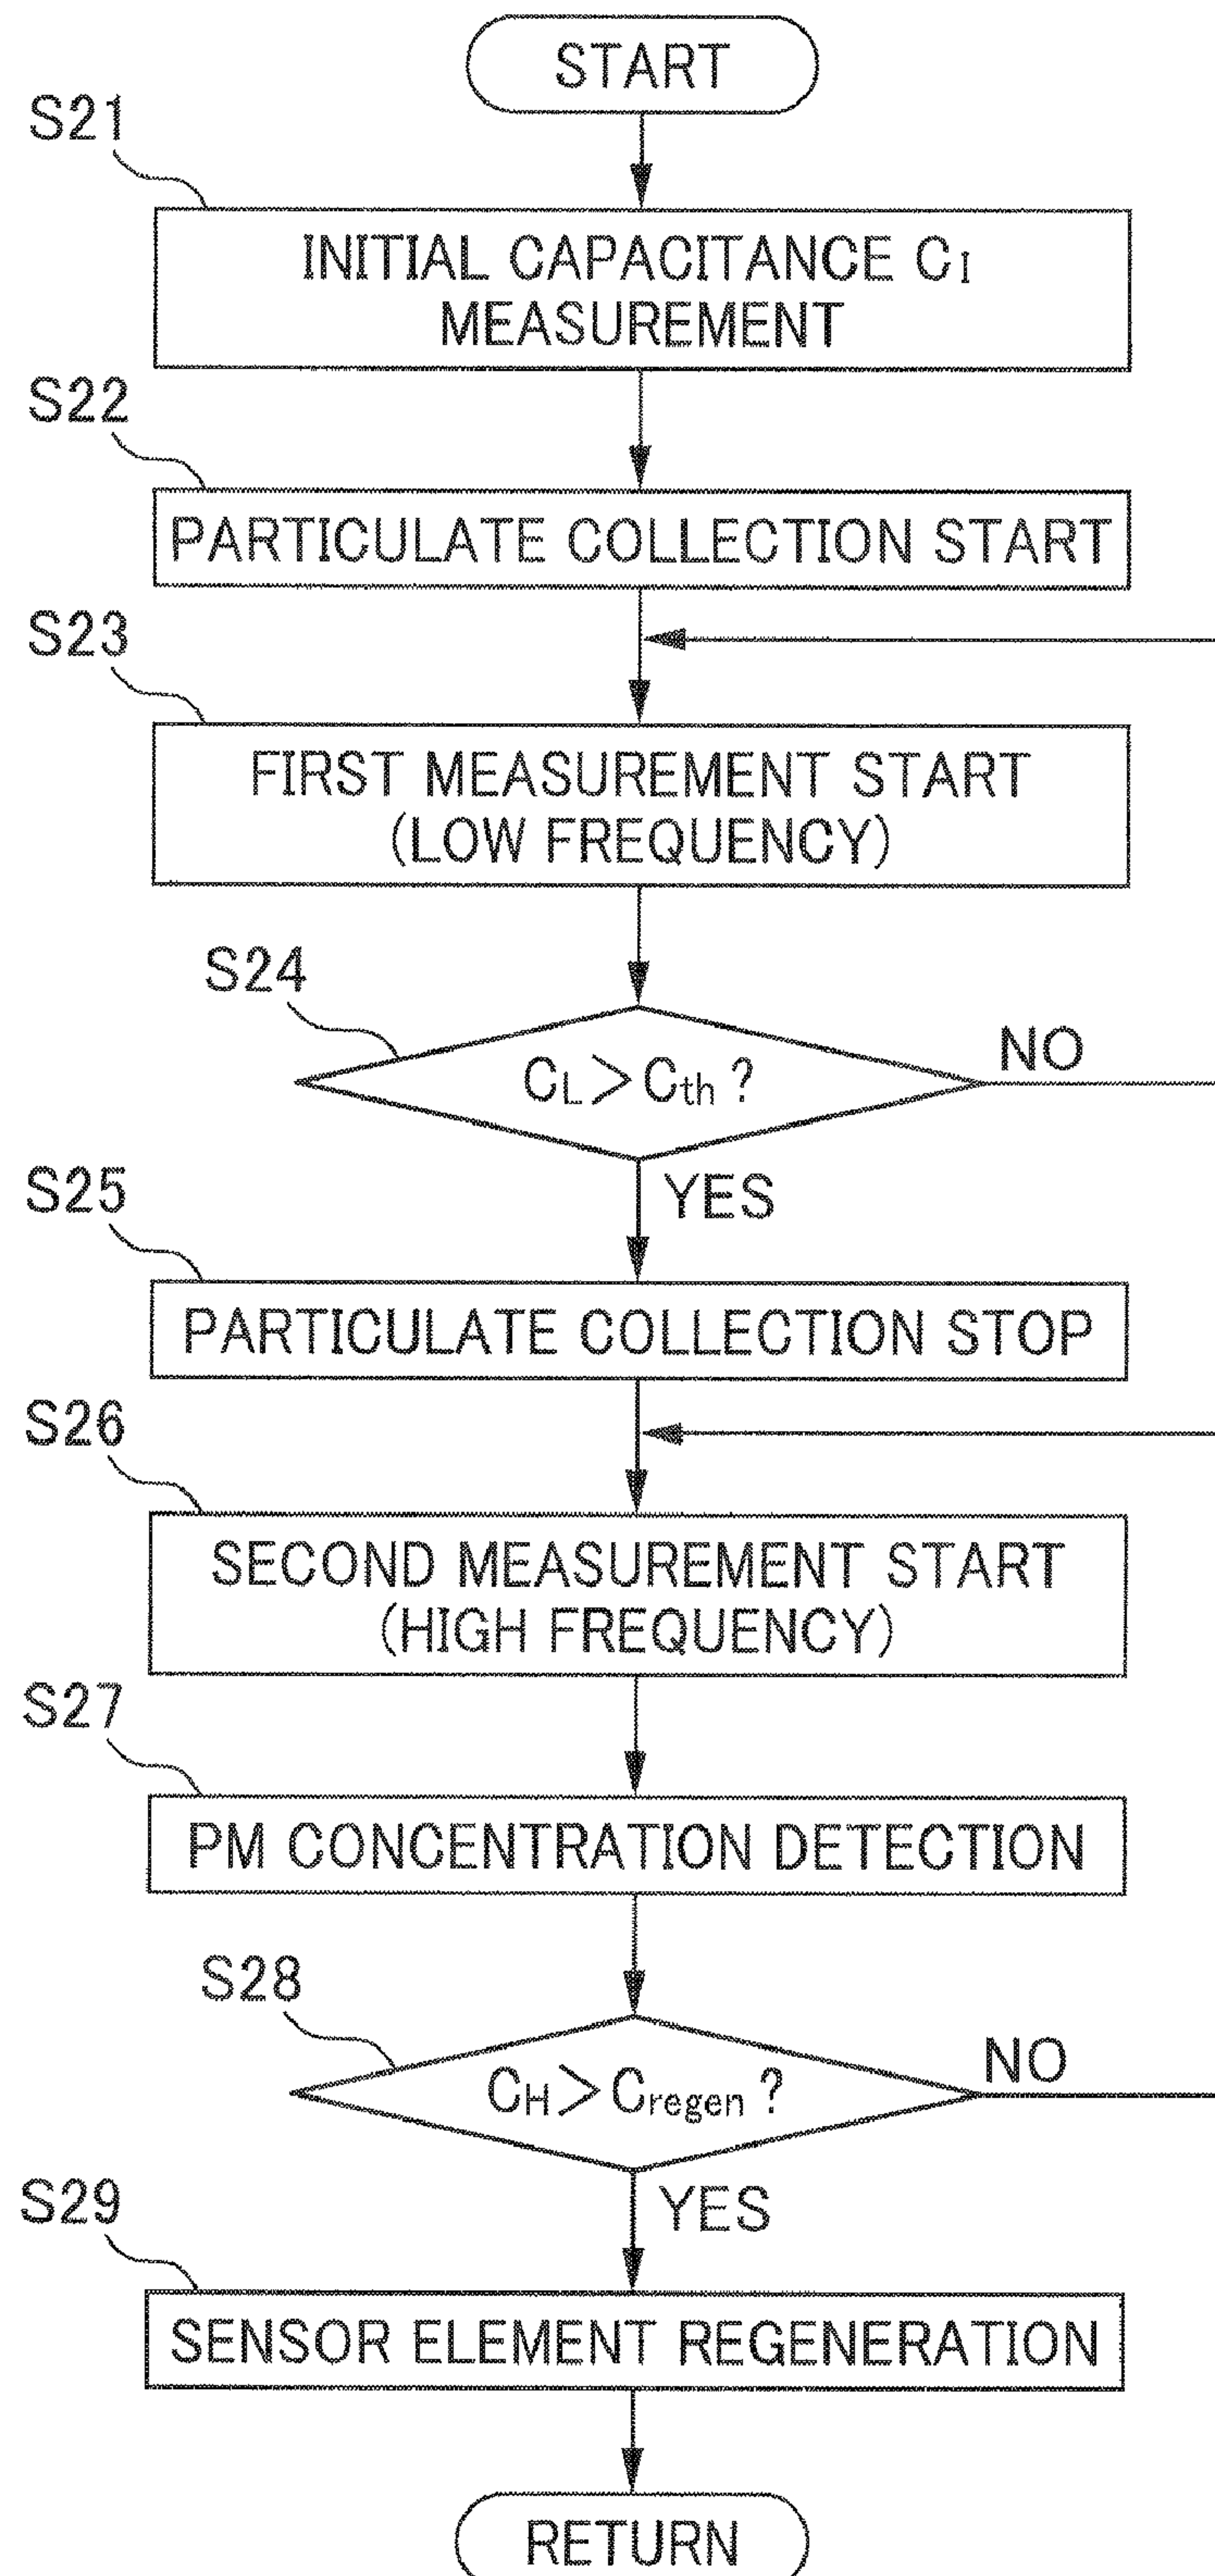 START
S21
INITIAL CAPACITANCE CI
MEASUREMENT
S22
PARTICULATE COLLECTION START
S23
FIRST MEASUREMENT START
(LOW FREQUENCY)
S24
CL>Cth ?
NO
YES
S25
PARTICULATE COLLECTION STOP
S26
SECOND MEASUREMENT START
(HIGH FREQUENCY)
S27
PM CONCENTRATION DETECTION
S28
CH>Cregen ?
NO
YES
S29
SENSOR ELEMENT REGENERATION
RETURN